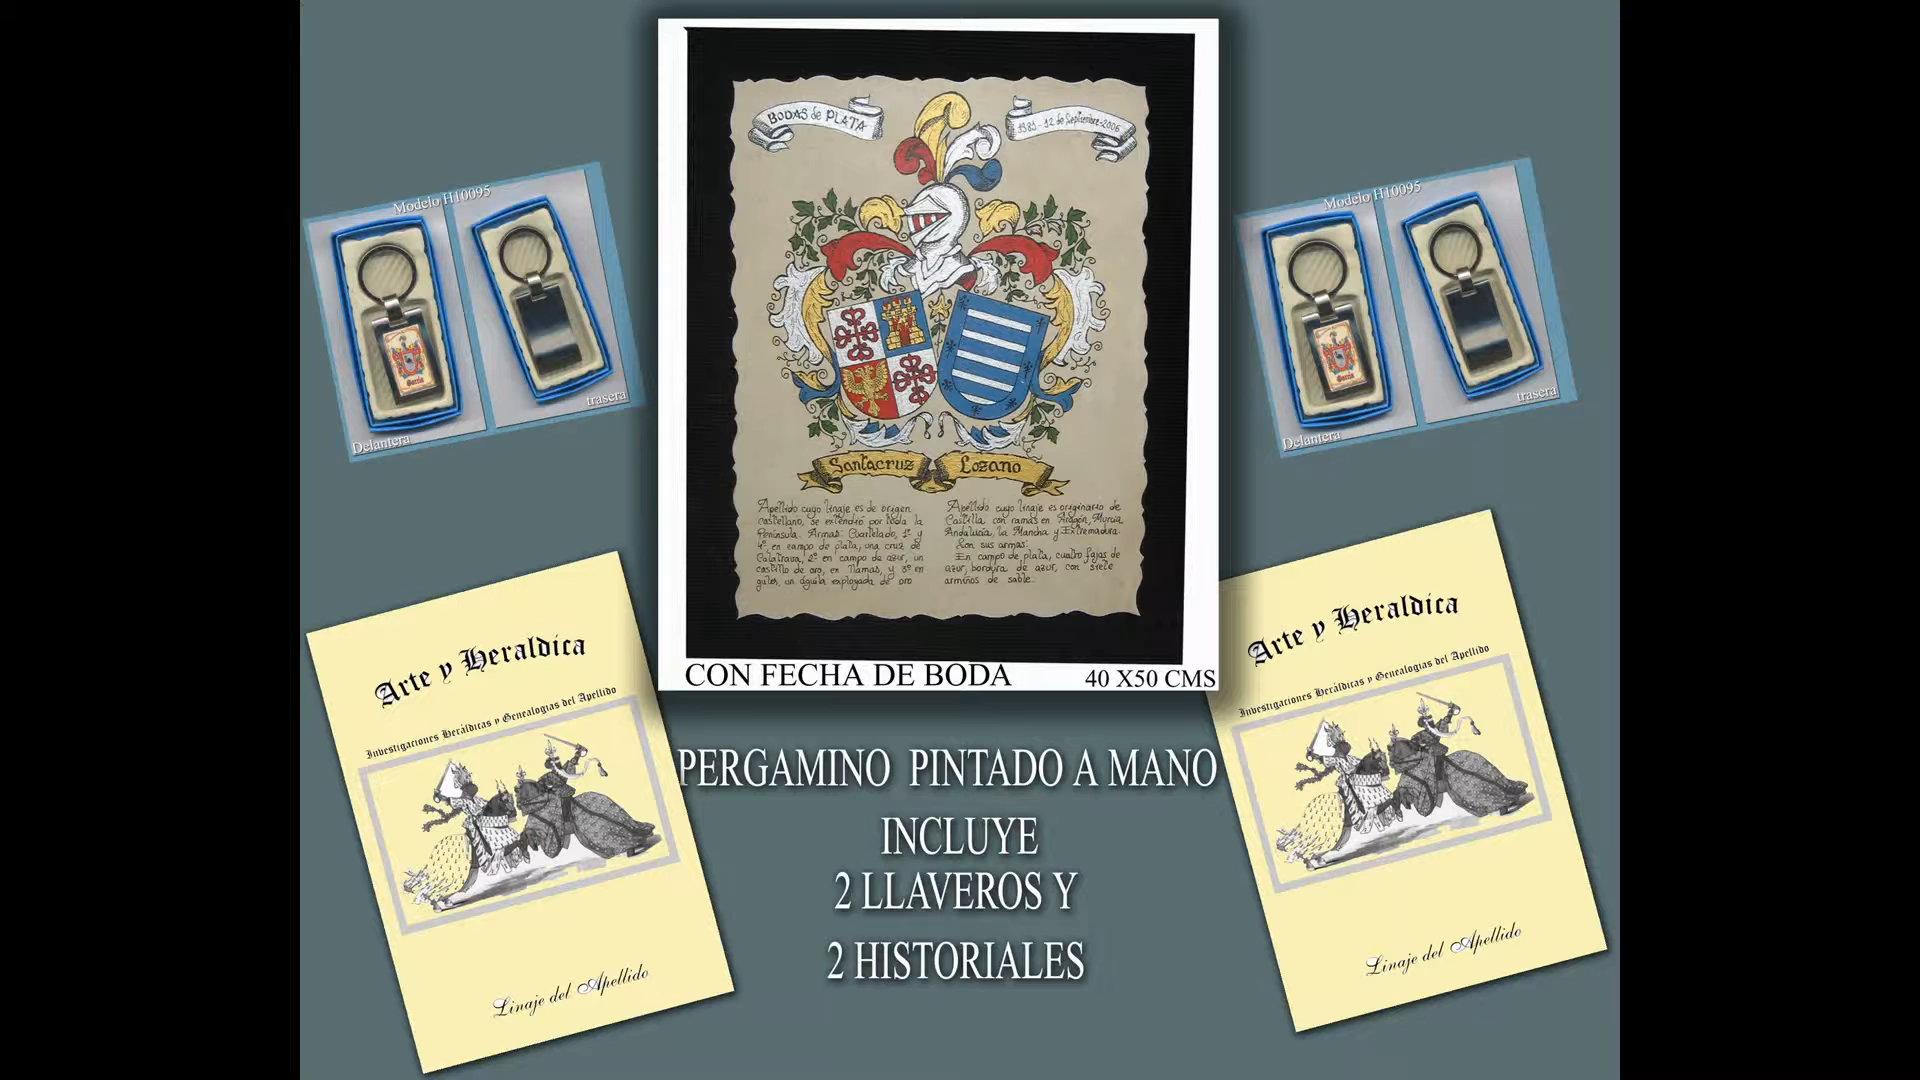 BODAS de PLATA
1981-12 de Septiembre-2006
Modelo H10095
trasera
Delantera
Modelo H10095
trasera
Delantera
Santacruz
Lozano
Apellido cuyo linaje es de origen
castellano, se extendió por toda la
Península. Armas: Cuartelado, 1º y
4º, en campo de plata, una cruz de
Calatrava, 2º en campo de azur, un
castillo de oro, en llamas, y 3º en
gules, un águila explayada de oro
Apellido cuyo linaje es originario de
Castilla con ramas en Aragón, Murcia,
Andalucía, la Mancha y Extremadura.
Son sus armas:
En campo de plata, cuatro fajas de
azur, bordura de azur, con siete
armiños de sable.
CON FECHA DE BODA
40 X50 CMS
Arte y Heraldica
Investigaciones Heráldicas y Genealogias del Apellido
Linaje del Apellido
Arte y Heraldica
Investigaciones Heráldicas y Genealogias del Apellido
Linaje del Apellido
PERGAMINO PINTADO A MANO
INCLUYE
2 LLAVEROS Y
2 HISTORIALES